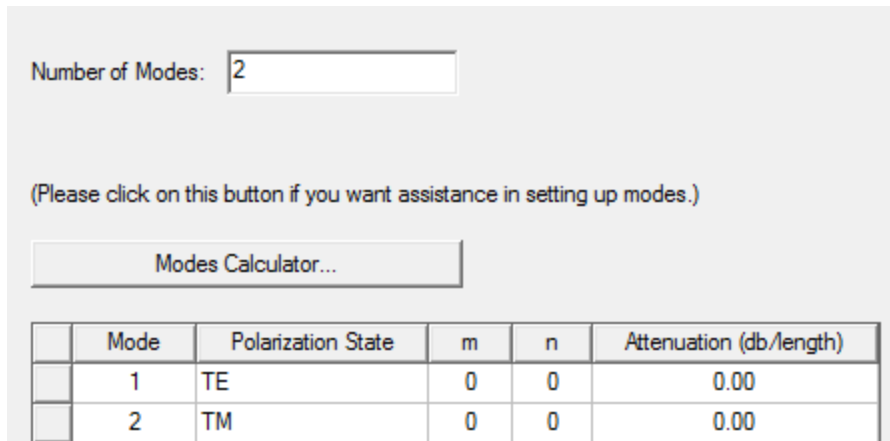 Number of Modes: 2
(Please click on this button if you want assistance in setting up modes.)
Modes Calculator...
Mode Polarization State m n Attenuation (db/length)
1 TE 0 0 0.00
2 TM 0 0 0.00